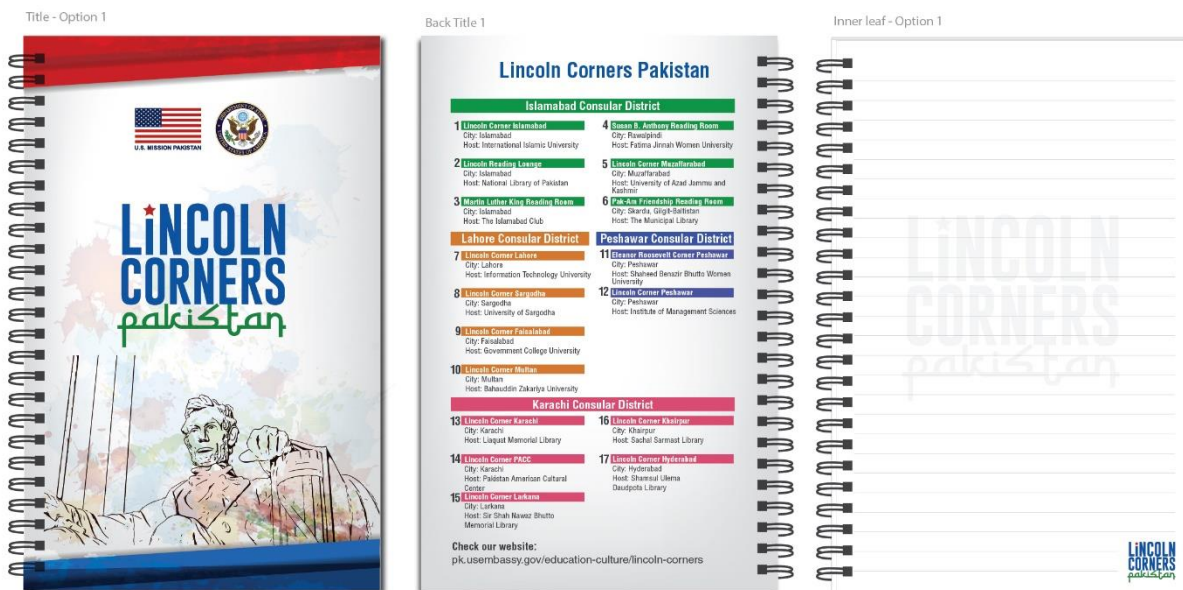 Title - Option 1
U.S. MISSION PAKISTAN
LiNCOLN
CORNERS
pakistan
Back Title 1
Lincoln Corners Pakistan
Islamabad Consular District
1 Lincoln Corner Islamabad
City: Islamabad
Host: International Islamic University
2 Lincoln Reading Lounge
City: Islamabad
Host: National Library of Pakistan
3 Martin Luther King Reading Room
City: Islamabad
Host: The Islamabad Club
4 Susan B. Anthony Reading Room
City: Rawalpindi
Host: Fatima Jinnah Women University
5 Lincoln Corner Muzaffarabad
City: Muzaffarabad
Host: University of Azad Jammu and
Kashmir
6 Pak-Am Friendship Reading Room
City: Skardu, Gilgit-Baltistan
Host: The Municipal Library
Lahore Consular District
7 Lincoln Corner Lahore
City: Lahore
Host: Information Technology University
8 Lincoln Corner Sargodha
City: Sargodha
Host: University of Sargodha
9 Lincoln Corner Faisalabad
City: Faisalabad
Host: Government College University
10 Lincoln Corner Multan
City: Multan
Host: Bahauddin Zakariya University
Peshawar Consular District
11 Eleanor Roosevelt Corner Peshawar
City: Peshawar
Host: Shaheed Benazir Bhutto Women
University
12 Lincoln Corner Peshawar
City: Peshawar
Host: Institute of Management Sciences
Karachi Consular District
13 Lincoln Corner Karachi
City: Karachi
Host: Liaquat Memorial Library
14 Lincoln Corner PACC
City: Karachi
Host: Pakistan American Cultural
Center
15 Lincoln Corner Larkana
City: Larkana
Host: Sir Shah Nawaz Bhutto
Memorial Library
16 Lincoln Corner Khairpur
City: Khairpur
Host: Sachal Sarmast Library
17 Lincoln Corner Hyderabad
City: Hyderabad
Host: Shamsul Ulema
Daudpota Library
Check our website:
pk.usembassy.gov/education-culture/lincoln-corners
Inner leaf - Option 1
LiNCOLN
CORNERS
pakistan
LiNCOLN
CORNERS
pakistan